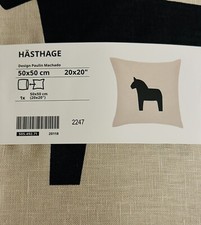 HÄSTHAGE
Design Paulin Machado
50x50 cm 20x20"
1x
50x50 cm
(20x20")
2247